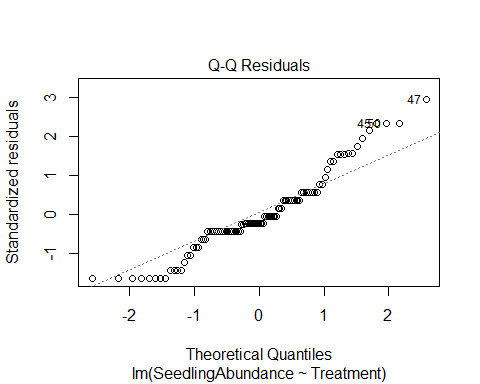 Q-Q Residuals
Standardized residuals
3
2
1
0
-1
47
-2
-1
0
1
2
Theoretical Quantiles
lm(SeedlingAbundance ~ Treatment)